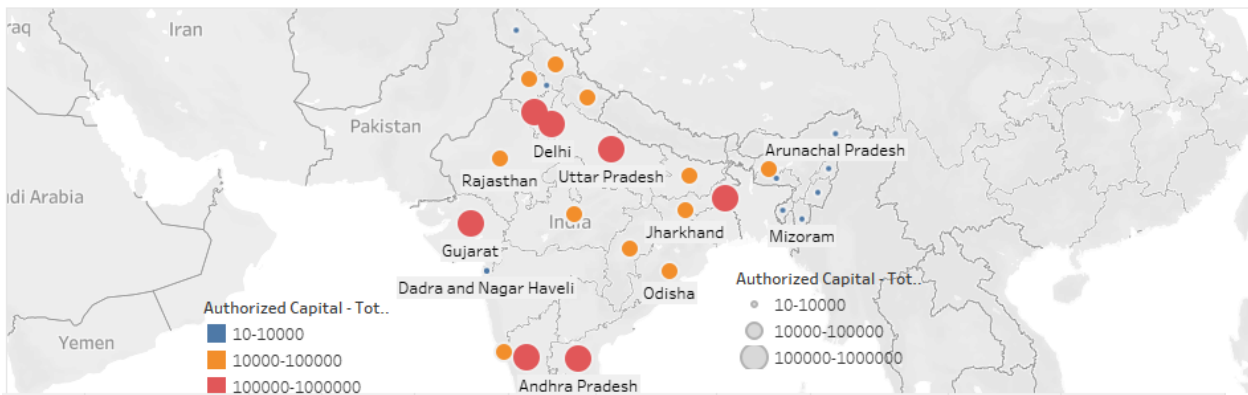 raq
Iran
Pakistan
di Arabia
Yemen
Delhi
Rajasthan
Uttar Pradesh
Arunachal Pradesh
India
Jharkhand
Mizoram
Gujarat
Dadra and Nagar Haveli
Odisha
Andhra Pradesh
Authorized Capital - Tot..
10-10000
10000-100000
100000-1000000
Authorized Capital - Tot..
10-10000
10000-100000
100000-1000000